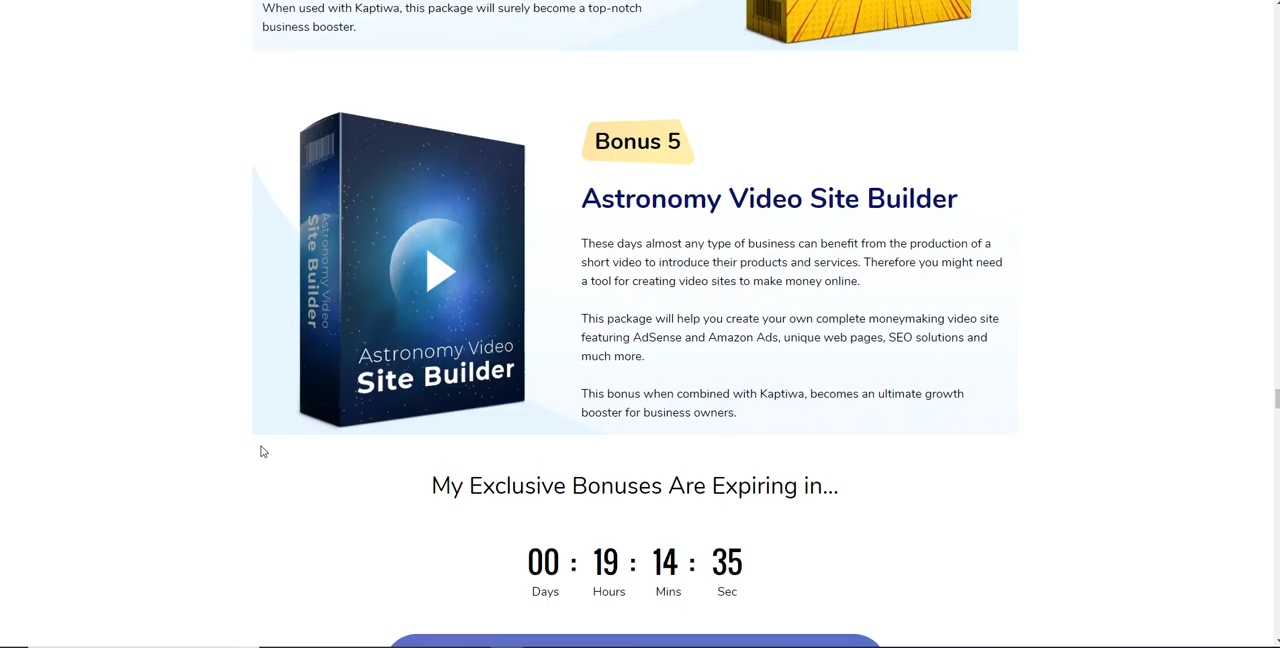 When used with Kaptiwa, this package will surely become a top-notch
business booster.
Bonus 5
Astronomy Video Site Builder
These days almost any type of business can benefit from the production of a
short video to introduce their products and services. Therefore you might need
a tool for creating video sites to make money online.
This package will help you create your own complete moneymaking video site
featuring AdSense and Amazon Ads, unique web pages, SEO solutions and
much more.
This bonus when combined with Kaptiwa, becomes an ultimate growth
booster for business owners.
Astronomy Video
Site Builder
Astronomy Video
Site Builder
My Exclusive Bonuses Are Expiring in...
00 : 19 : 14 : 35
Days Hours Mins Sec